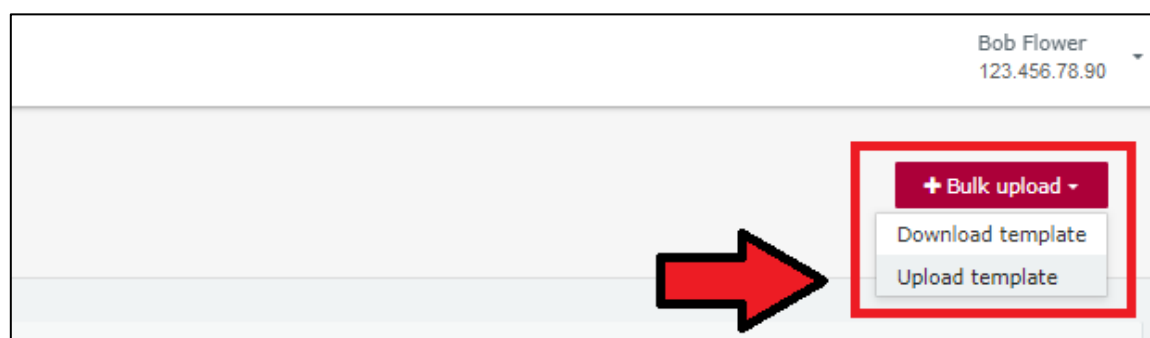 Bob Flower
123.456.78.90
+ Bulk upload
Download template
Upload template